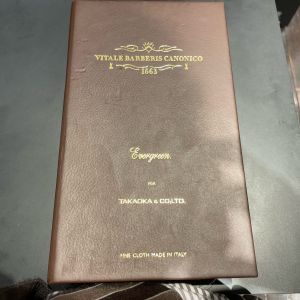 VITALE BARBERIS CANONICO
1663
Evergreen.
FOR
TAKAOKA & CO.,LTD.
FINE CLOTH MADE IN ITALY